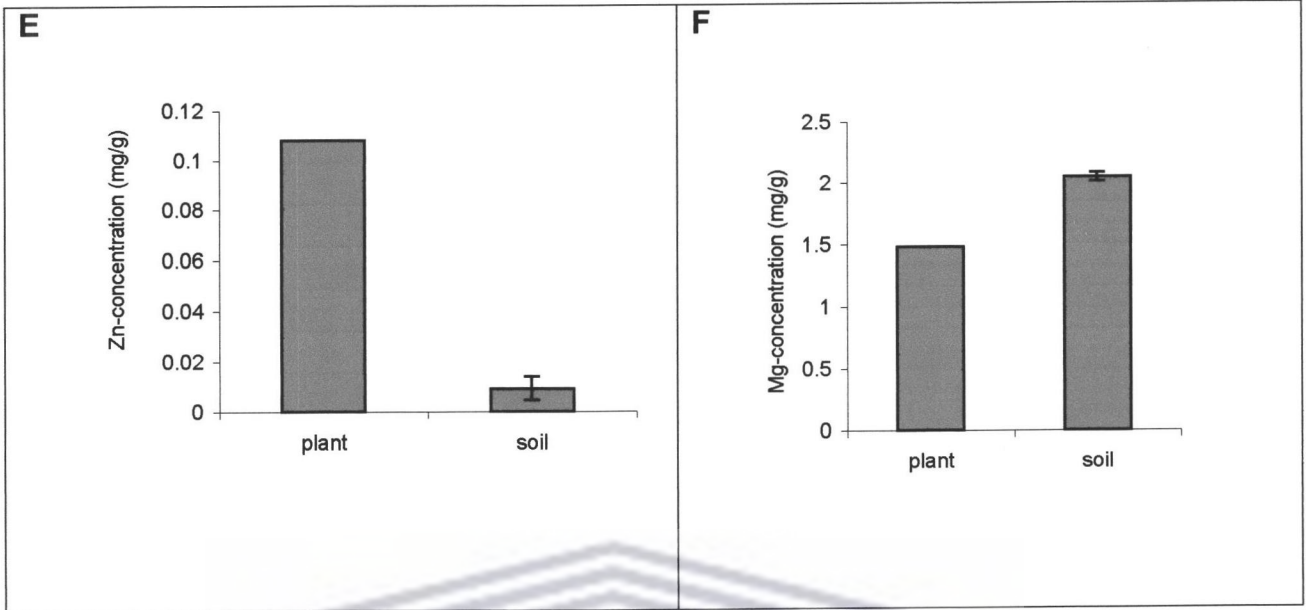 E
Zn-concentration (mg/g)
0.12
0.1
0.08
0.06
0.04
0.02
0
plant soil
F
Mg-concentration (mg/g)
2.5
2
1.5
1
0.5
0
plant soil